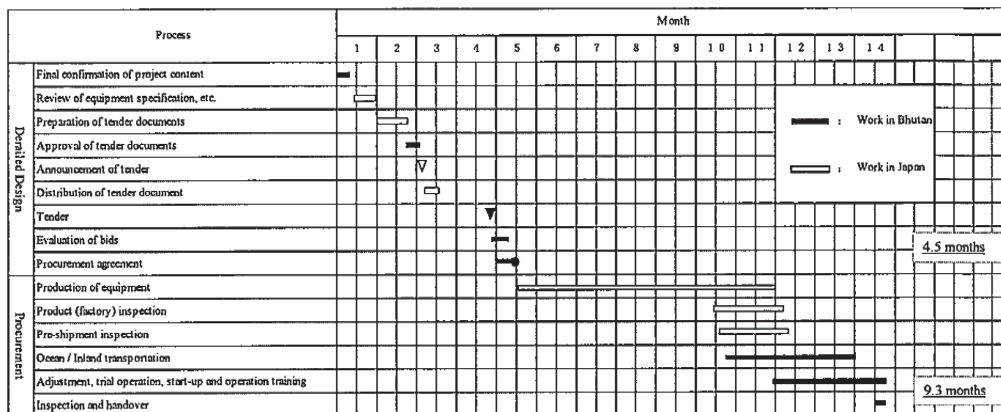 Process
Month
1 2 3 4 5 6 7 8 9 10 11 12 13 14
Derailed Design
Final confirmation of project content
Review of equipment specification, etc.
Preparation of tender documents
Approval of tender documents
Announcement of tender
Distribution of tender document
Tender
Evaluation of bids
Procurement agreement
: Work in Bhutan
: Work in Japan
4.5 months
Procurement
Production of equipment
Product (factory) inspection
Pre-shipment inspection
Ocean / Inland transportation
Adjustment, trial operation, start-up and operation training
Inspection and handover
9.3 months